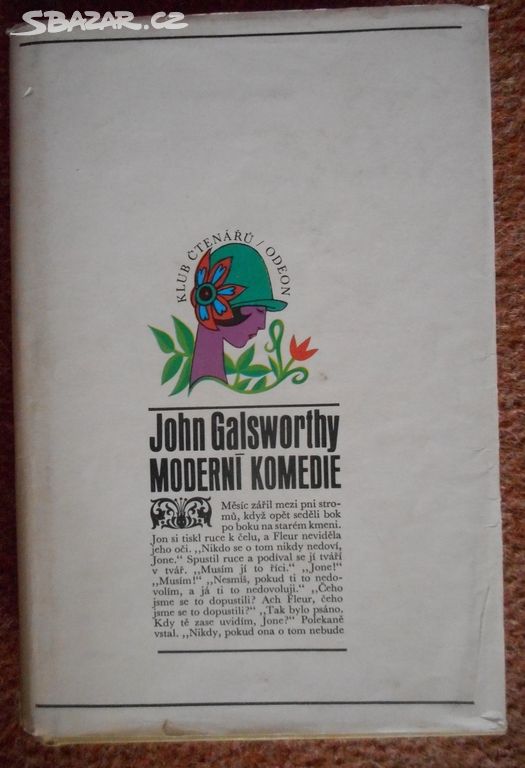 SBAZAR.CZ
KLUB ČTENÁŘŮ / ODEON
John Galsworthy
MODERNÍ KOMEDIE
Měsíc zářil mezi pni stro-
mů, když opět seděli bok
po boku na starém kmeni.
Jon si tiskl ruce k čelu, a Fleur neviděla
jeho oči. „Nikdo se o tom nikdy nedoví,
Jone.“ Spustil ruce a podíval se jí tváří
v tvář. „Musím jí to říci.“ „Jone!“
„Musím!“ „Nesmíš, pokud ti to nedo-
volím, a já ti to nedovoluji.“ „Čeho
jsme se to dopustili? Ach Fleur, čeho
jsme se to dopustili?“ „Tak bylo psáno.
Kdy tě zase uvidím, Jone?“ Polekaně
vstal. „Nikdy, pokud ona o tom nebude